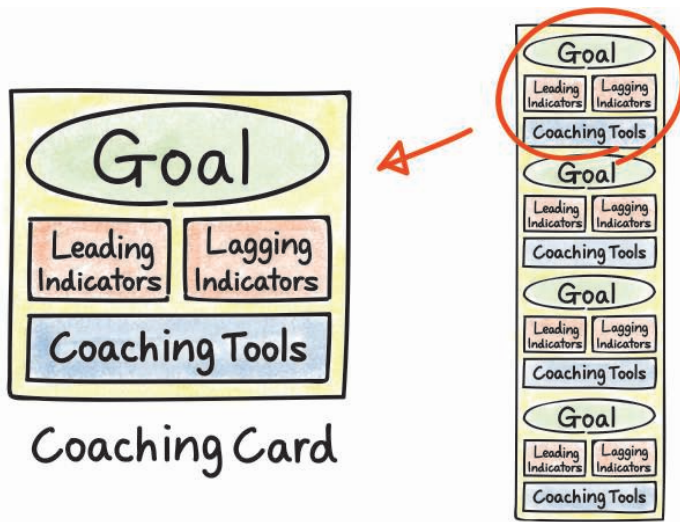 Goal
Leading
Indicators
Lagging
Indicators
Coaching Tools
Coaching Card
Goal
Leading
Indicators
Lagging
Indicators
Coaching Tools
Goal
Leading
Indicators
Lagging
Indicators
Coaching Tools
Goal
Leading
Indicators
Lagging
Indicators
Coaching Tools
Goal
Leading
Indicators
Lagging
Indicators
Coaching Tools